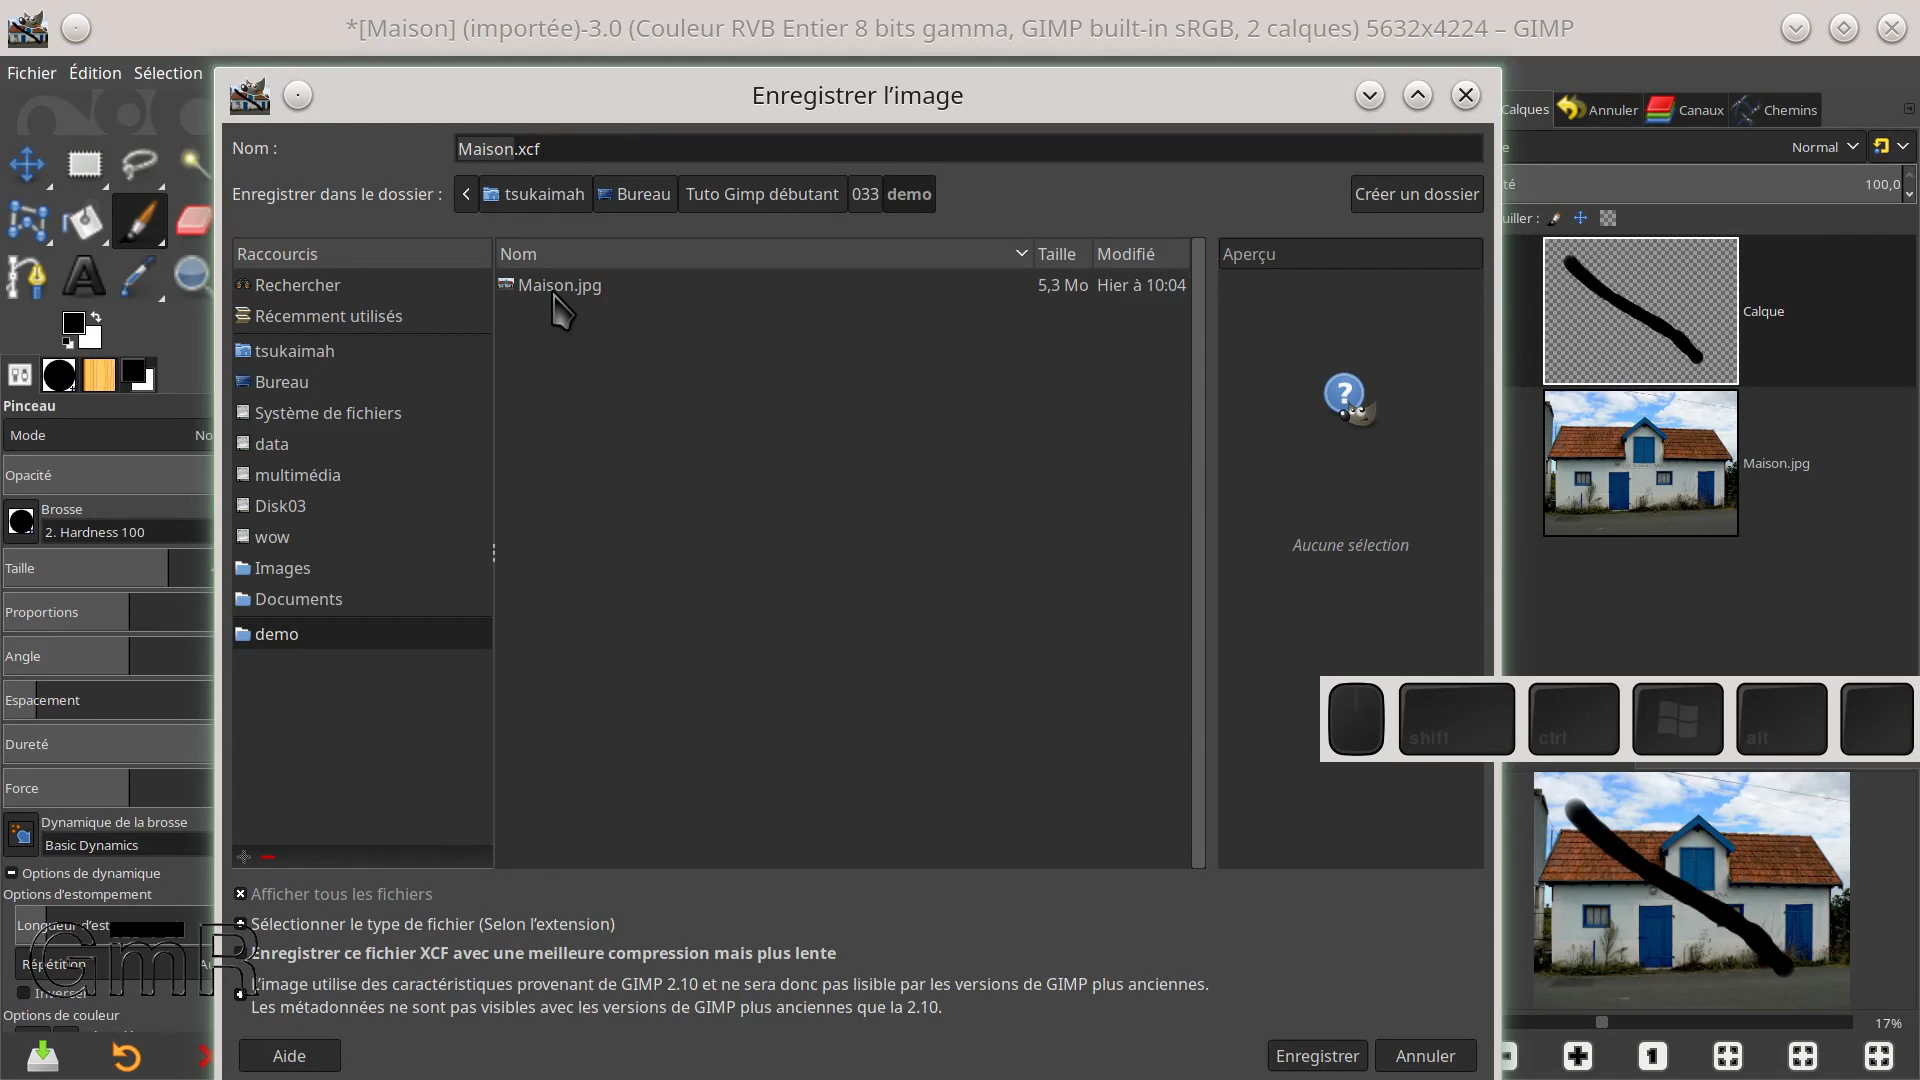 *[Maison] (importée)-3.0 (Couleur RVB Entier 8 bits gamma, GIMP built-in sRGB, 2 calques) 5632x4224 – GIMP
Fichier Édition Sélection
Enregistrer l'image
Nom :
Maison.xcf
Enregistrer dans le dossier :
tsukaimah
Bureau
Tuto Gimp débutant
033
demo
Créer un dossier
Raccourcis
Rechercher
Récemment utilisés
tsukaimah
Bureau
Système de fichiers
data
multimédia
Disk03
wow
Images
Documents
demo
Nom Taille Modifié
Maison.jpg 5,3 Mo Hier à 10:04
Aperçu
Aucune sélection
Afficher tous les fichiers
Sélectionner le type de fichier (Selon l'extension)
Enregistrer ce fichier XCF avec une meilleure compression mais plus lente
L'image utilise des caractéristiques provenant de GIMP 2.10 et ne sera donc pas lisible par les versions de GIMP plus anciennes.
Les métadonnées ne sont pas visibles avec les versions de GIMP plus anciennes que la 2.10.
Aide
Enregistrer
Annuler
Pinceau
Mode No
Opacité
Brosse
2. Hardness 100
Taille
Proportions
Angle
Espacement
Dureté
Force
Dynamique de la brosse
Basic Dynamics
Options de dynamique
Options d'estompement
Longueur d'est
Répétition
Inverser
Options de couleur
GmR
Calques Annuler Canaux Chemins
Normal
100,0
Calque
Maison.jpg
shift ctrl alt
17%
1